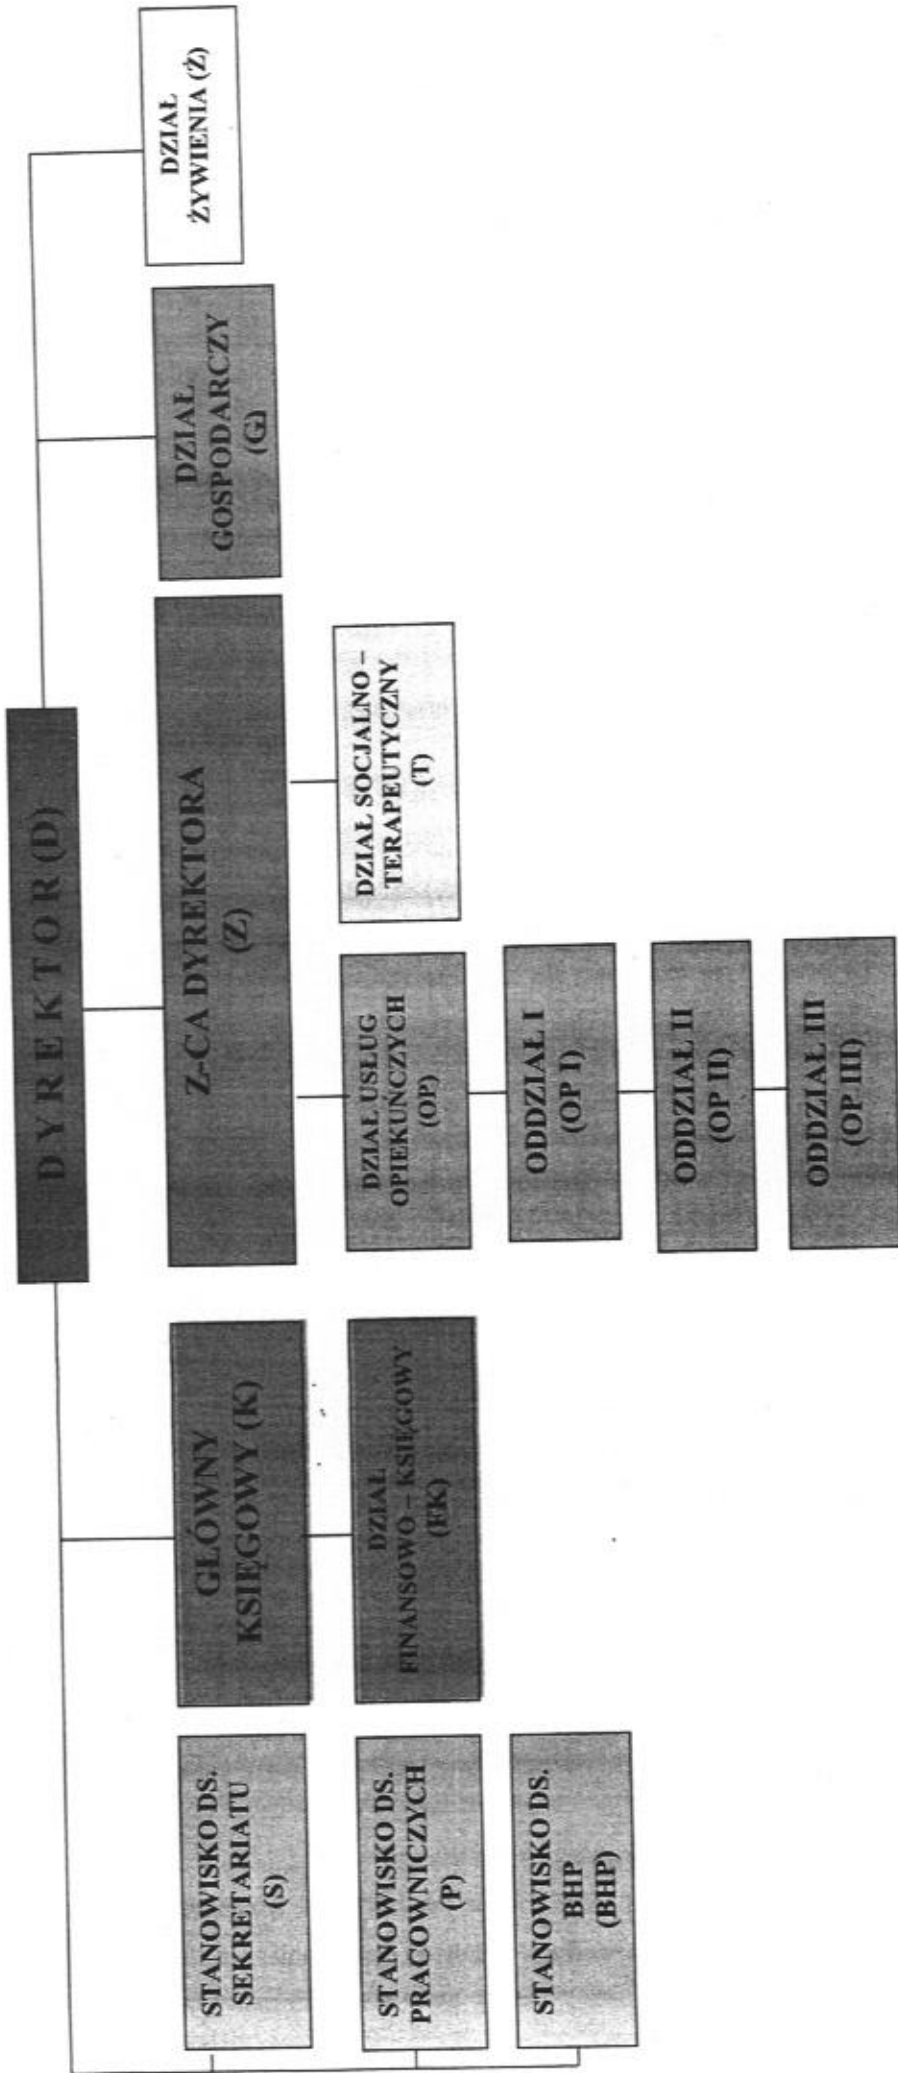 D Y R E K T O R (D)
STANOWISKO DS.
SEKRETARIATU
(S)
STANOWISKO DS.
PRACOWNICZYCH
(P)
STANOWISKO DS.
BHP
(BHP)
GŁÓWNY
KSIĘGOWY (K)
DZIAŁ
FINANSOWO – KSIĘGOWY
(FK)
Z-CA DYREKTORA
(Z)
DZIAŁ USŁUG
OPIEKUŃCZYCH
(OP)
ODDZIAŁ I
(OP I)
ODDZIAŁ II
(OP II)
ODDZIAŁ III
(OP III)
DZIAŁ SOCJALNO –
TERAPEUTYCZNY
(T)
DZIAŁ
GOSPODARCZY
(G)
DZIAŁ
ŻYWIENIA (Ż)